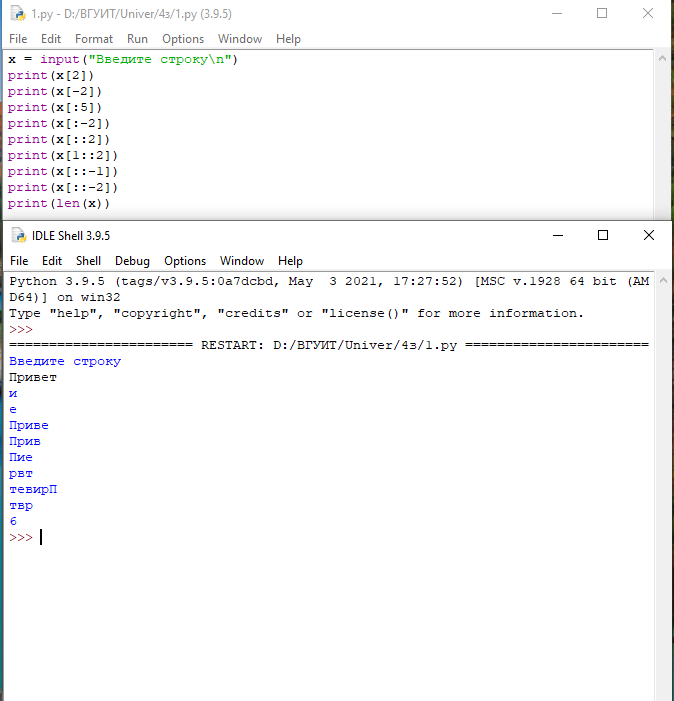 1.py - D:/ВГУИТ/Univer/4з/1.py (3.9.5)
File Edit Format Run Options Window Help
x = input("Введите строку\n")
print(x[2])
print(x[-2])
print(x[:5])
print(x[:-2])
print(x[::2])
print(x[1::2])
print(x[::-1])
print(x[::-2])
print(len(x))
IDLE Shell 3.9.5
File Edit Shell Debug Options Window Help
Python 3.9.5 (tags/v3.9.5:0a7dcbd, May  3 2021, 17:27:52) [MSC v.1928 64 bit (AM
D64)] on win32
Type "help", "copyright", "credits" or "license()" for more information.
>>>
======================= RESTART: D:/ВГУИТ/Univer/4з/1.py =======================
Введите строку
Привет
и
е
Приве
Прив
Пие
рвт
тевирП
твр
6
>>>